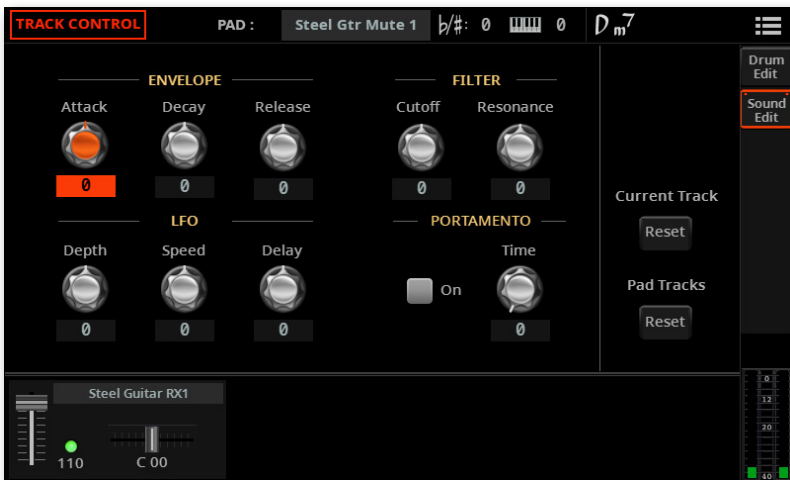 TRACK CONTROL PAD : Steel Gtr Mute 1 ♭/♯: 0 0 Dm7
Drum
Edit
Sound
Edit
ENVELOPE FILTER
Attack Decay Release Cutoff Resonance
0 0 0 0 0
LFO PORTAMENTO
Depth Speed Delay Time
On
0 0 0 0
Current Track
Reset
Pad Tracks
Reset
Steel Guitar RX1
110 C 00
0
12
20
40